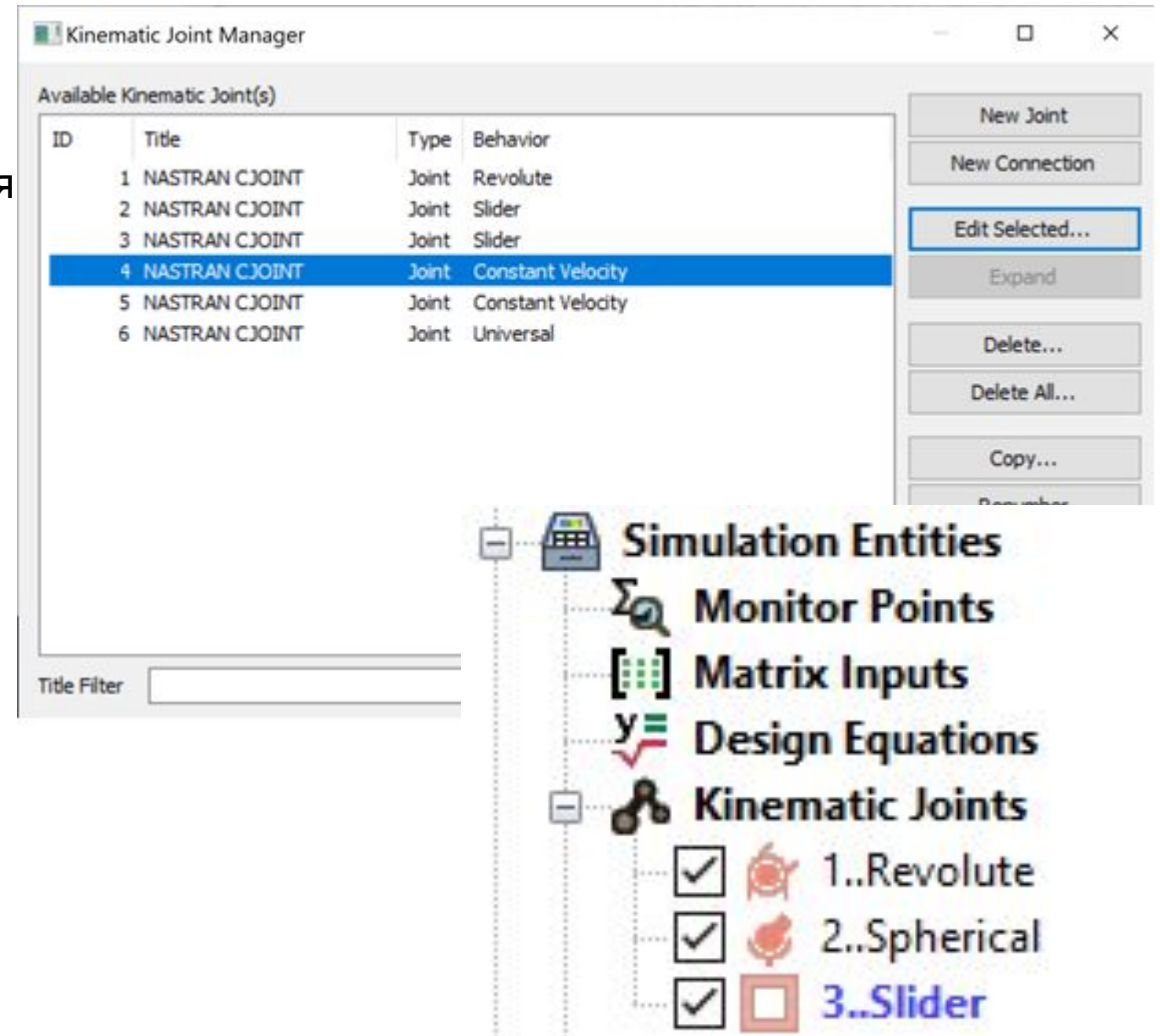 Kinematic Joint Manager
Available Kinematic Joint(s)
ID Title Type Behavior
1 NASTRAN CJOINT Joint Revolute
2 NASTRAN CJOINT Joint Slider
3 NASTRAN CJOINT Joint Slider
4 NASTRAN CJOINT Joint Constant Velocity
5 NASTRAN CJOINT Joint Constant Velocity
6 NASTRAN CJOINT Joint Universal
Title Filter
New Joint
New Connection
Edit Selected...
Expand
Delete...
Delete All...
Copy...
я
Simulation Entities
Monitor Points
Matrix Inputs
Design Equations
Kinematic Joints
1..Revolute
2..Spherical
3..Slider